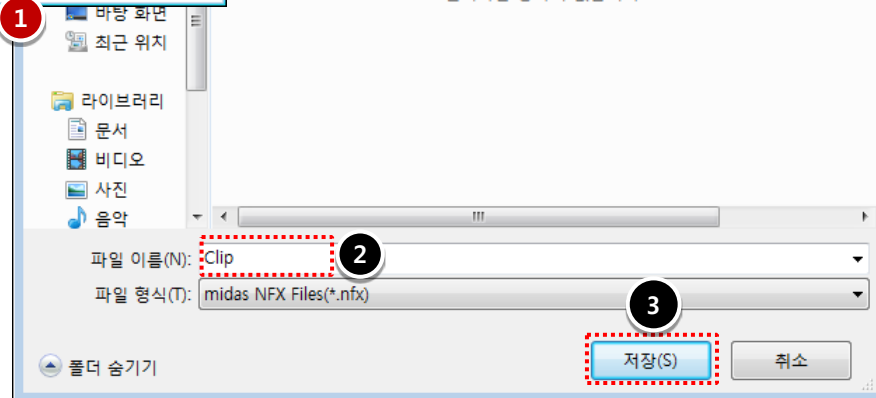 1
바탕 화면
최근 위치
라이브러리
문서
비디오
사진
음악
파일 이름(N): Clip
2
파일 형식(T): midas NFX Files(*.nfx)
3
폴더 숨기기
저장(S)
취소